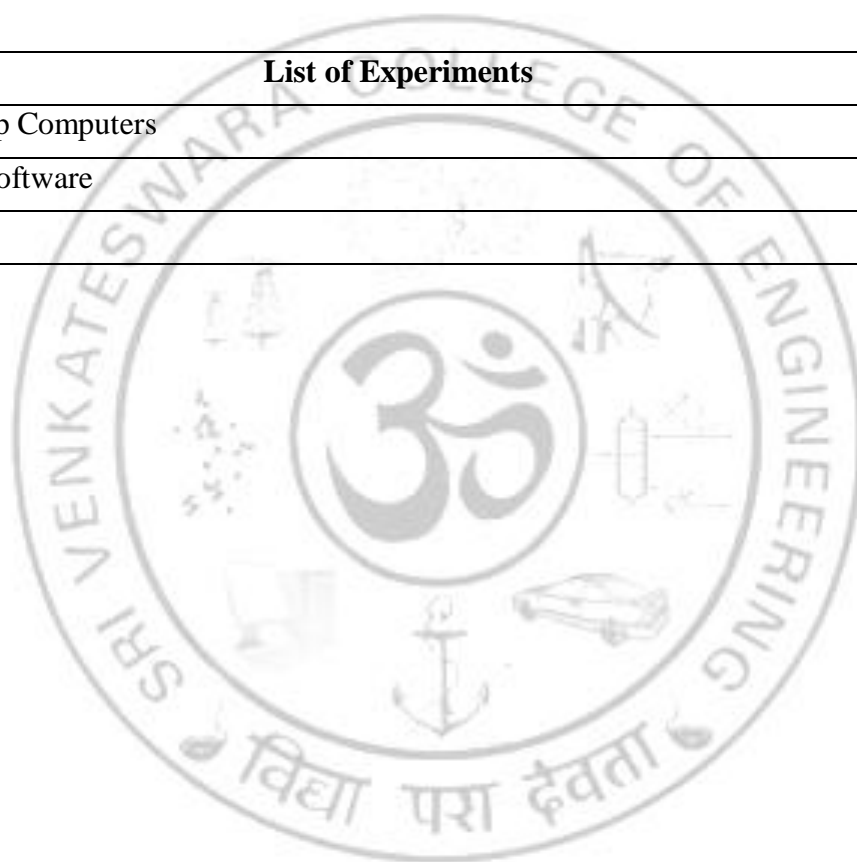 List of Experiments
p Computers
oftware
SRI VENKATESWARA COLLEGE OF ENGINEERING
ॐ
विद्या परा देवता